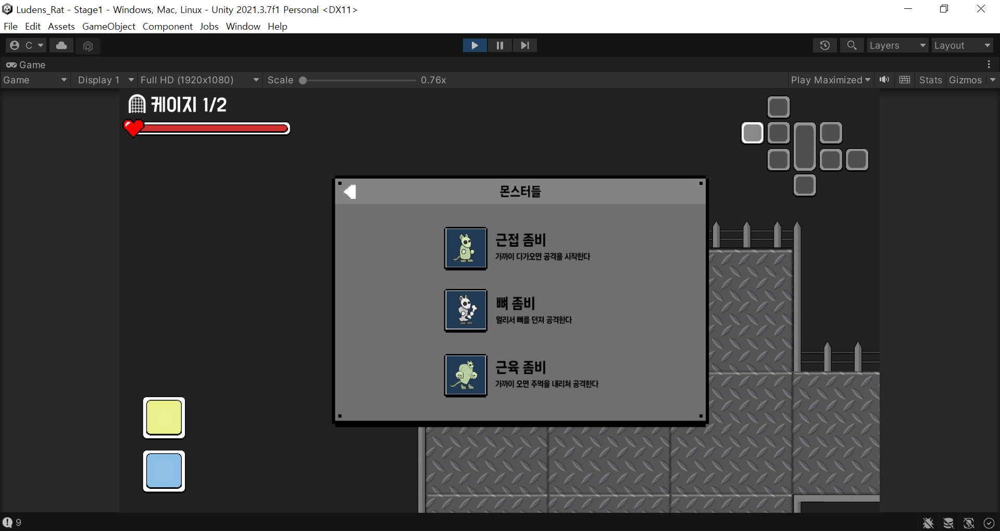 Ludens_Rat - Stage1 - Windows, Mac, Linux - Unity 2021.3.7f1 Personal <DX11>
File Edit Assets GameObject Component Jobs Window Help
C Layers Layout
Game
Game Display 1 Full HD (1920x1080) Scale 0.76x Play Maximized Stats Gizmos
케이지 1/2
몬스터들
근접 좀비
가까이 다가오면 공격을 시작한다
뼈 좀비
멀리서 뼈를 던져 공격한다
근육 좀비
가까이 오면 주먹을 내리쳐 공격한다
9